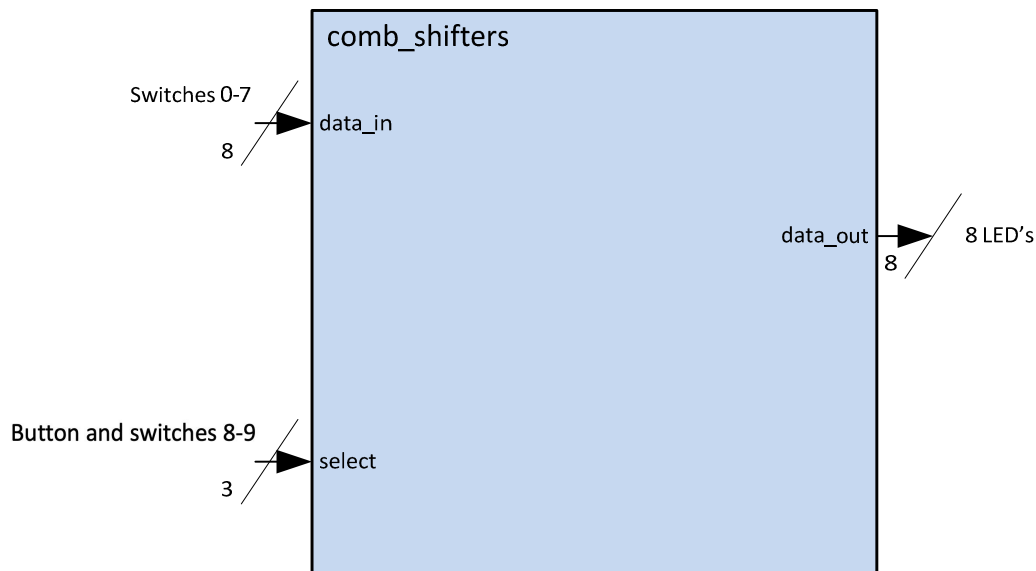 comb_shifters
Switches 0-7
data_in
8
data_out
8 LED's
8
Button and switches 8-9
select
3